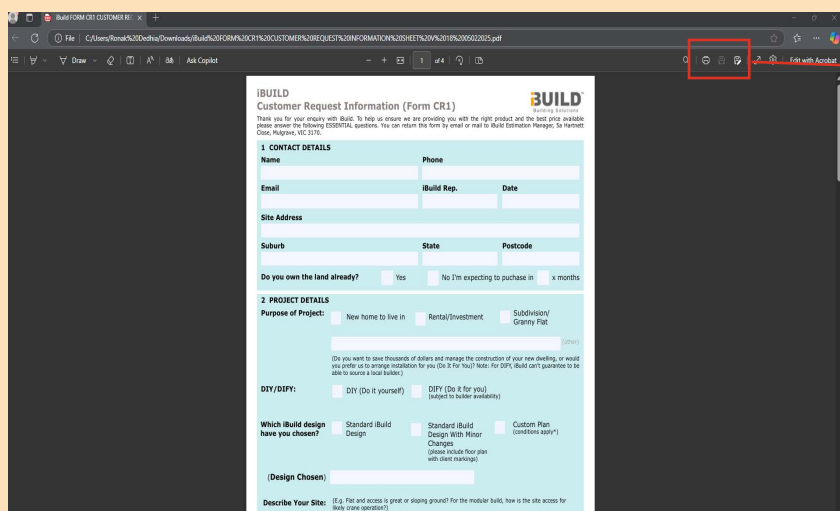 iBuild FORM CR1 CUSTOMER RE
File C:/Users/Ronak%20Dedhia/Downloads/iBuild%20FORM%20CR1%20CUSTOMER%20REQUEST%20INFORMATION%20SHEET%20V%2018%2005022025.pdf
Draw Ask Copilot 1 of 4 Edit with Acrobat
iBUILD
Customer Request Information (Form CR1)
iBUILD
Building Solutions
Thank you for your enquiry with iBuild. To help us ensure we are providing you with the right product and the best price available
please answer the following ESSENTIAL questions. You can return this form by email or mail to iBuild Estimation Manager, 5a Hartnett
Close, Mulgrave, VIC 3170.
1 CONTACT DETAILS
Name Phone
Email iBuild Rep. Date
Site Address
Suburb State Postcode
Do you own the land already? Yes No I'm expecting to puchase in x months
2 PROJECT DETAILS
Purpose of Project: New home to live in Rental/Investment Subdivision/
Granny Flat
(other)
(Do you want to save thousands of dollars and manage the construction of your new dwelling, or would
you prefer us to arrange installation for you (Do It For You)? Note: For DIFY, iBuild can't guarantee to be
able to source a local builder.)
DIY/DIFY: DIY (Do it yourself) DIFY (Do it for you)
(subject to builder availability)
Which iBuild design
have you chosen?
Standard iBuild
Design
Standard iBuild
Design With Minor
Changes
(please include floor plan
with client markings)
Custom Plan
(conditions apply*)
(Design Chosen)
Describe Your Site: (E.g. Flat and access is great or sloping ground? For the modular build, how is the site access for
likely crane operation?)